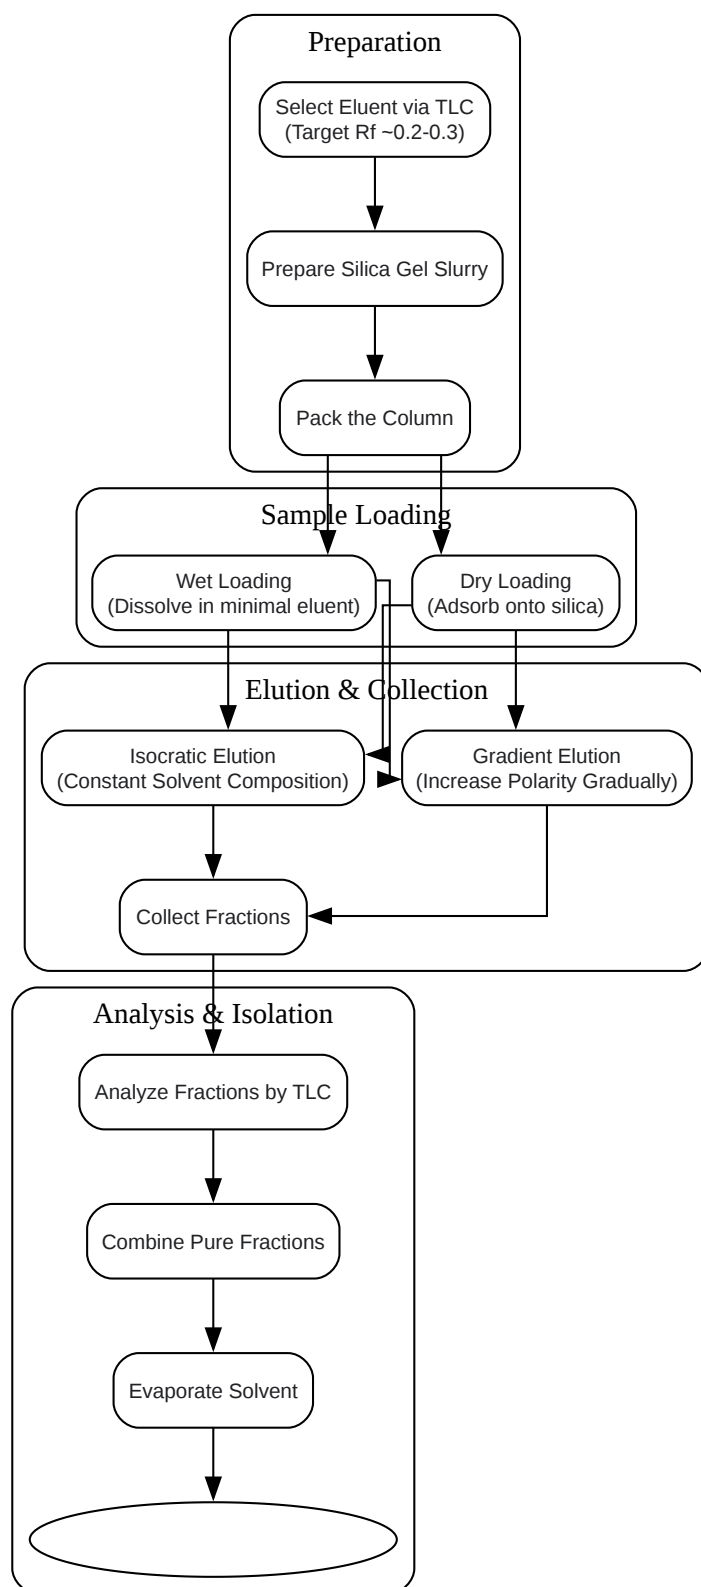 Preparation
Select Eluent via TLC
(Target Rf ~0.2-0.3)
Prepare Silica Gel Slurry
Pack the Column
Sample Loading
Wet Loading
(Dissolve in minimal eluent)
Dry Loading
(Adsorb onto silica)
Elution & Collection
Isocratic Elution
(Constant Solvent Composition)
Gradient Elution
(Increase Polarity Gradually)
Collect Fractions
Analysis & Isolation
Analyze Fractions by TLC
Combine Pure Fractions
Evaporate Solvent